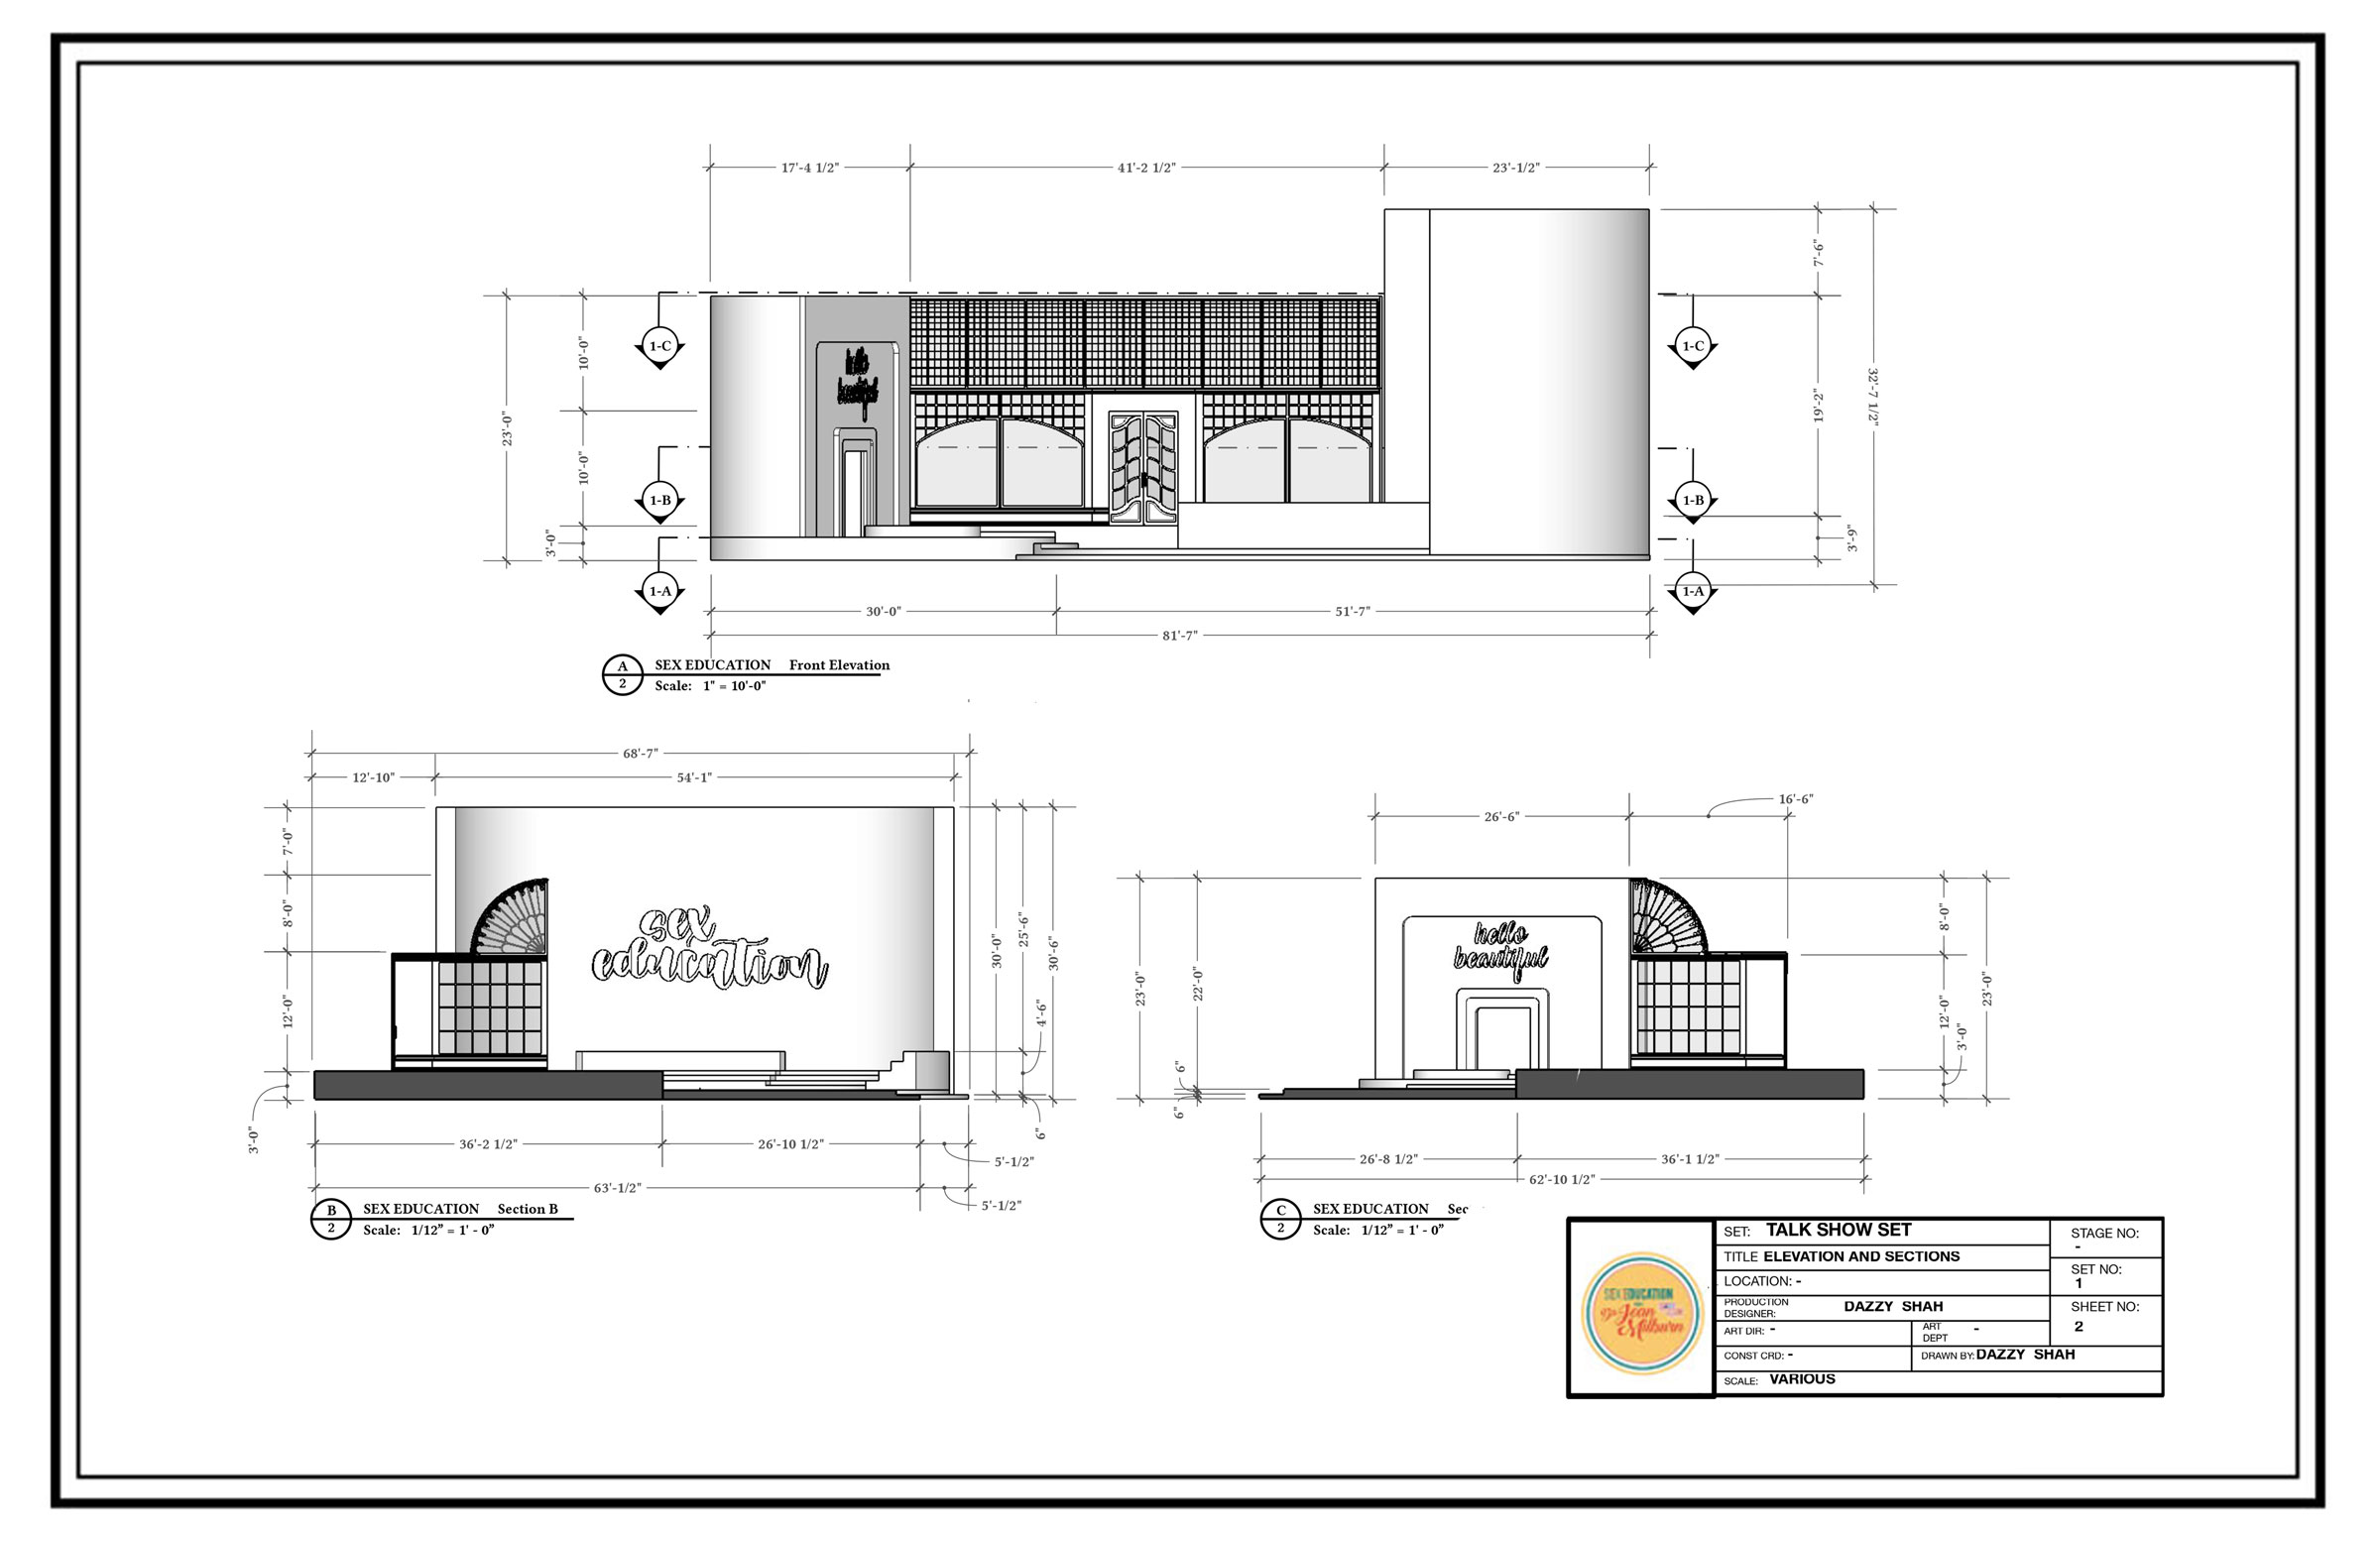 17'-4 1/2" 41'-2 1/2" 23'-1/2"
7'-6"
10'-0"
1-C 1-C
hello
beautiful
23'-0" 19'-2" 32'-7 1/2"
10'-0"
1-B 1-B
3'-0" 3'-9"
1-A 1-A
30'-0" 51'-7"
81'-7"
A SEX EDUCATION Front Elevation
2 Scale: 1" = 10'-0"
68'-7"
12'-10" 54'-1"
7'-0"
8'-0"
12'-0"
3'-0"
sex
education
30'-0" 25'-6" 30'-6"
4'-6"
6"
36'-2 1/2" 26'-10 1/2" 5'-1/2"
63'-1/2" 5'-1/2"
B SEX EDUCATION Section B
2 Scale: 1/12” = 1' - 0”
26'-6" 16'-6"
hello
beautiful
23'-0" 22'-0"
6"
6"
8'-0"
12'-0" 23'-0"
3'-0"
26'-8 1/2" 36'-1 1/2"
62'-10 1/2"
C SEX EDUCATION Sec
2 Scale: 1/12” = 1' - 0”
SEX EDUCATION
Jean
Milburn
SET: TALK SHOW SET
TITLE ELEVATION AND SECTIONS
LOCATION: -
PRODUCTION
DESIGNER: DAZZY SHAH
ART DIR: - ART
DEPT -
CONST CRD: - DRAWN BY: DAZZY SHAH
SCALE: VARIOUS
STAGE NO:
-
SET NO:
1
SHEET NO:
2